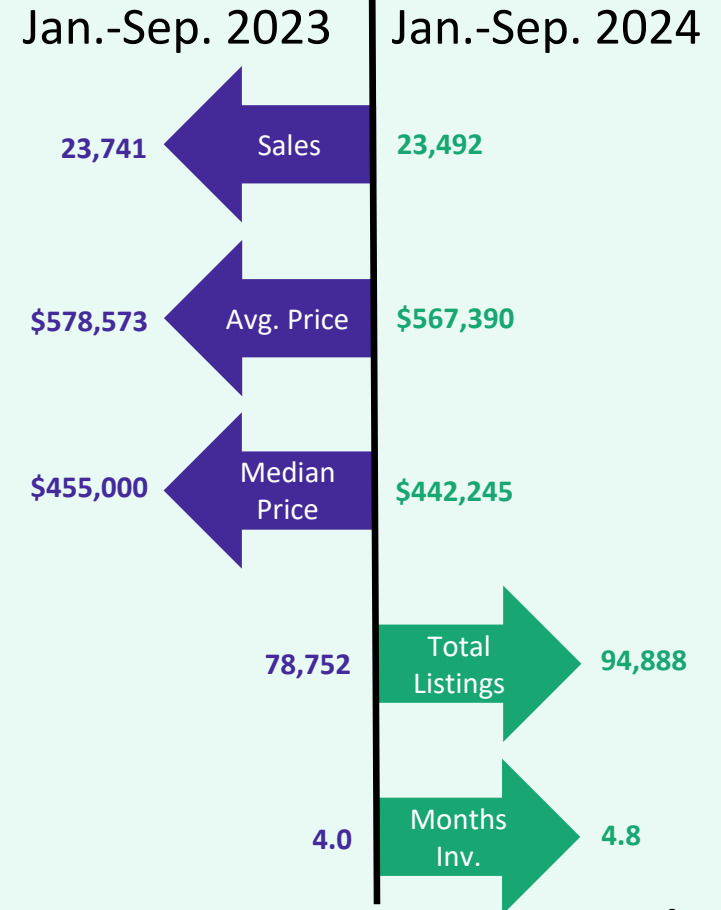 Jan.-Sep. 2023
Jan.-Sep. 2024
23,741
Sales
23,492
$578,573
Avg. Price
$567,390
$455,000
Median
Price
$442,245
78,752
Total
Listings
94,888
4.0
Months
Inv.
4.8